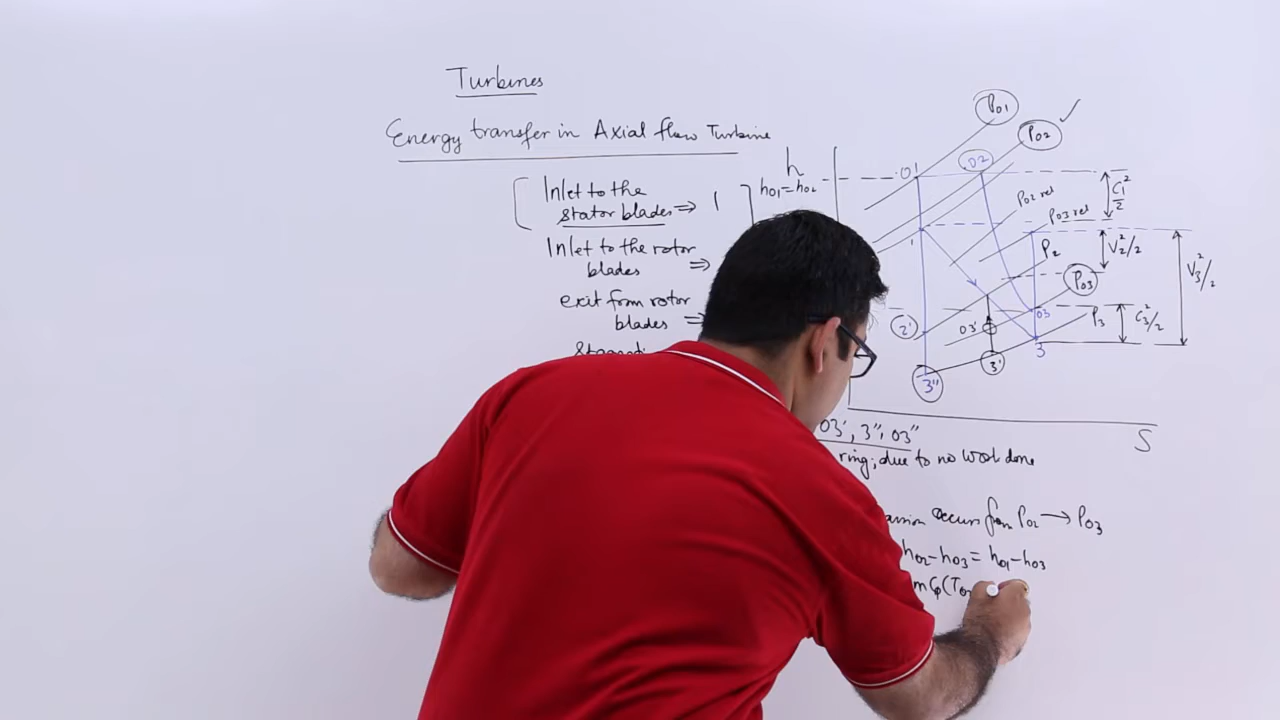 Turbines
Energy transfer in Axial flow Turbine
Inlet to the
stator blades ⇒ 1
Inlet to the rotor
blades ⇒
exit from rotor
blades ⇒
h
h01=h02
P01
P02 ✓
01
02
C1²/2
P02 rel
P03 rel
1
P2
V2²/2
V3²/2
P03
2'
03'
03
P3
C3²/2
3
3'
3"
S
03', 3", 03"
ring; due to no work done
occurs from P02 → P03
h02-h03 = h01-h03
mCp(T0